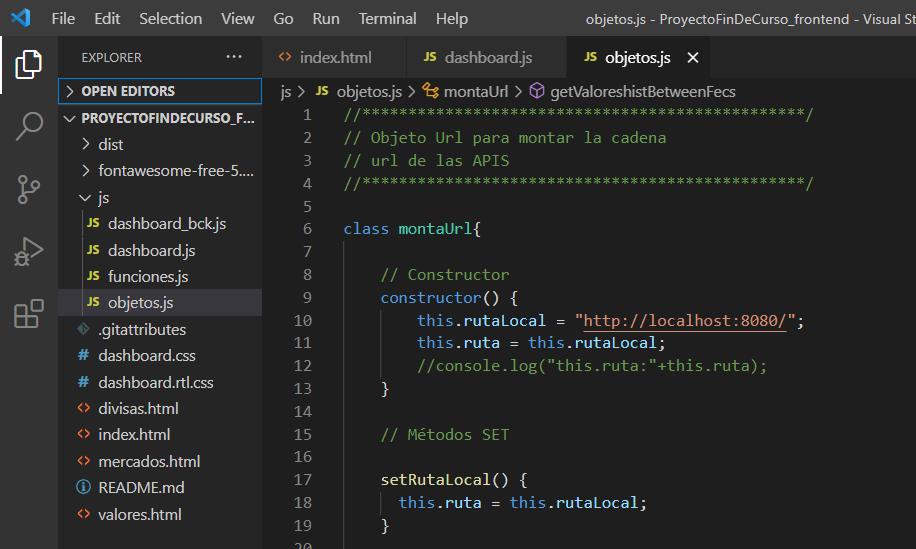 File Edit Selection View Go Run Terminal Help objetos.js - ProyectoFinDeCurso_frontend - Visual St
EXPLORER ...
OPEN EDITORS
PROYECTOFINDECURSO_F...
dist
fontawesome-free-5....
js
JS dashboard_bck.js
JS dashboard.js
JS funciones.js
JS objetos.js
.gitattributes
# dashboard.css
# dashboard.rtl.css
<> divisas.html
<> index.html
<> mercados.html
README.md
<> valores.html
<> index.html JS dashboard.js JS objetos.js ×
js > JS objetos.js > montaUrl > getValoreshistBetweenFecs
1 //************************************************/
2 // Objeto Url para montar la cadena
3 // url de las APIS
4 //************************************************/
5
6 class montaUrl{
7
8 // Constructor
9 constructor() {
10 this.rutaLocal = "http://localhost:8080/";
11 this.ruta = this.rutaLocal;
12 //console.log("this.ruta:"+this.ruta);
13 }
14
15 // Métodos SET
16
17 setRutaLocal() {
18 this.ruta = this.rutaLocal;
19 }
20